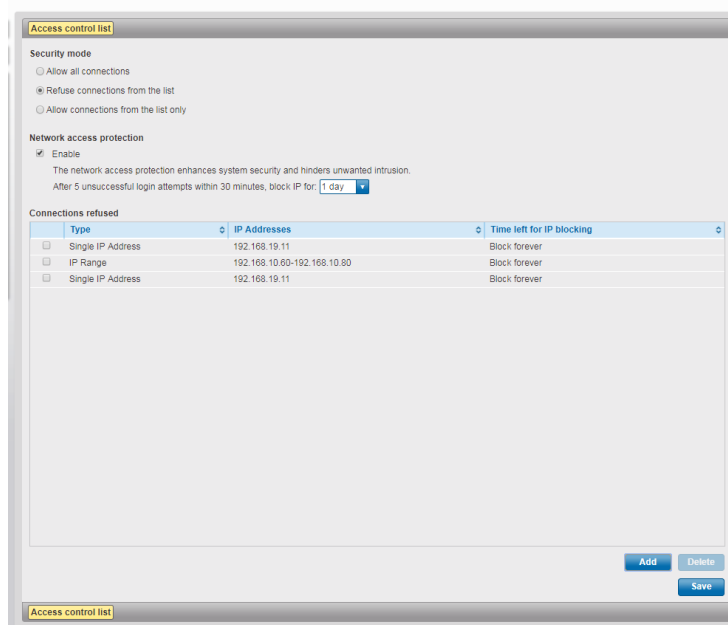 Access control list
Security mode
Allow all connections
Refuse connections from the list
Allow connections from the list only
Network access protection
Enable
The network access protection enhances system security and hinders unwanted intrusion.
After 5 unsuccessful login attempts within 30 minutes, block IP for: 1 day
Connections refused
Type IP Addresses Time left for IP blocking
Single IP Address 192.168.19.11 Block forever
IP Range 192.168.10.60-192.168.10.80 Block forever
Single IP Address 192.168.19.11 Block forever
Add Delete
Save
Access control list